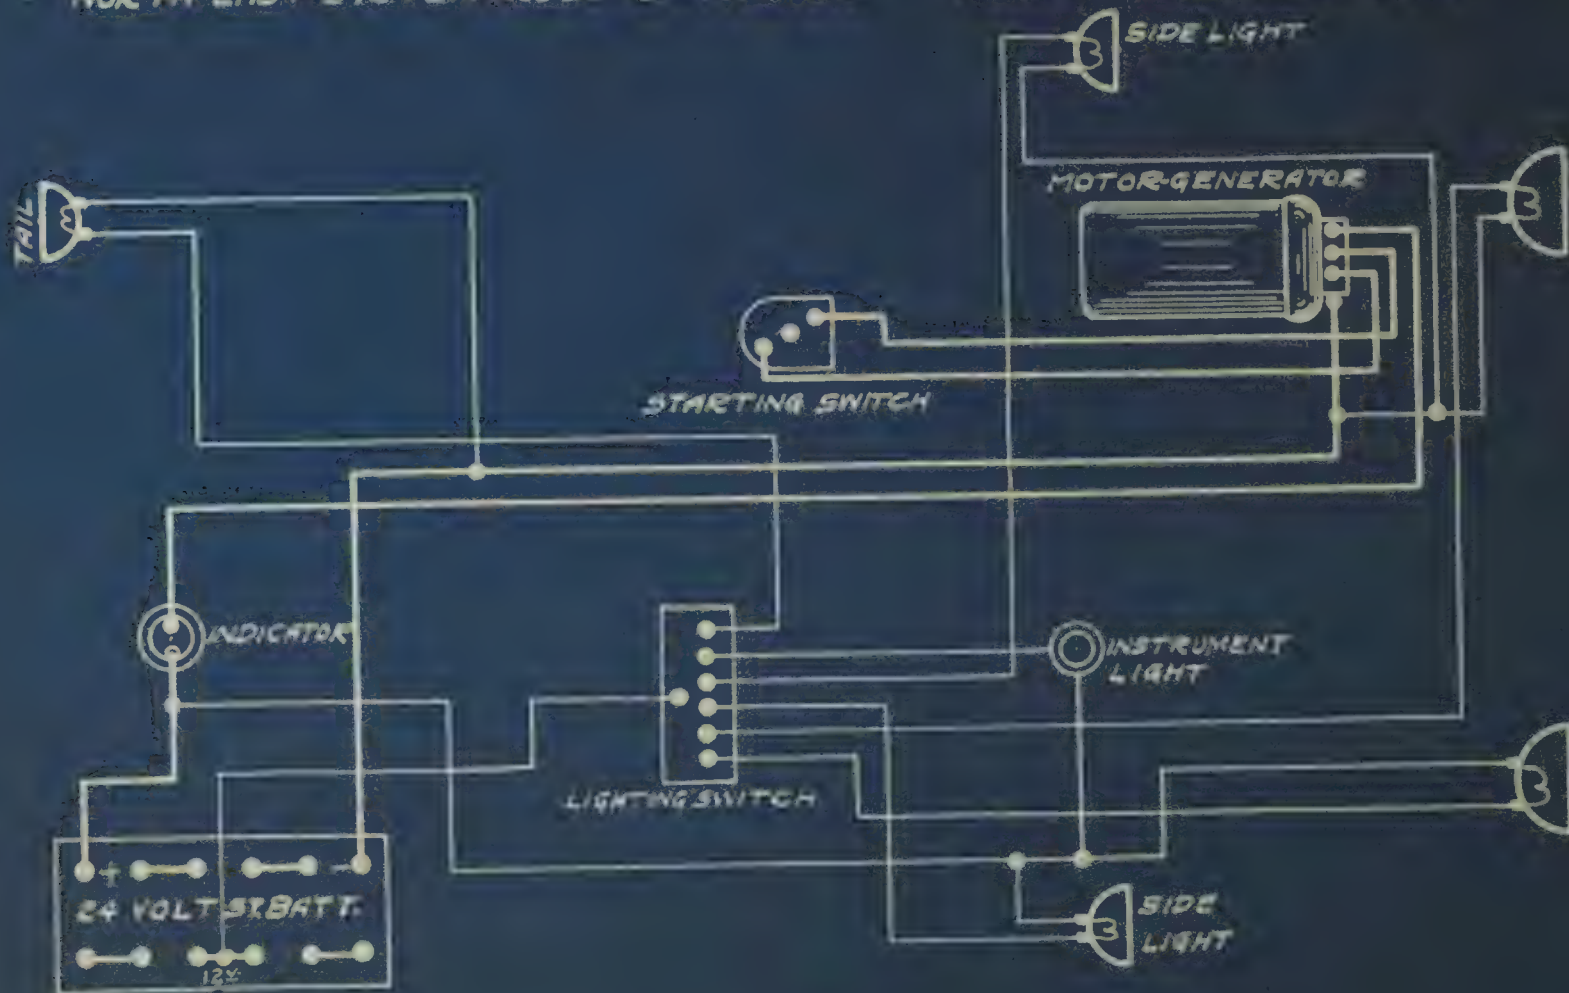 SIDE LIGHT
MOTOR-GENERATOR
TAIL
STARTING SWITCH
INDICATOR
INSTRUMENT
LIGHT
LIGHTING SWITCH
+ -
24 VOLT ST. BATT.
12V.
SIDE
LIGHT